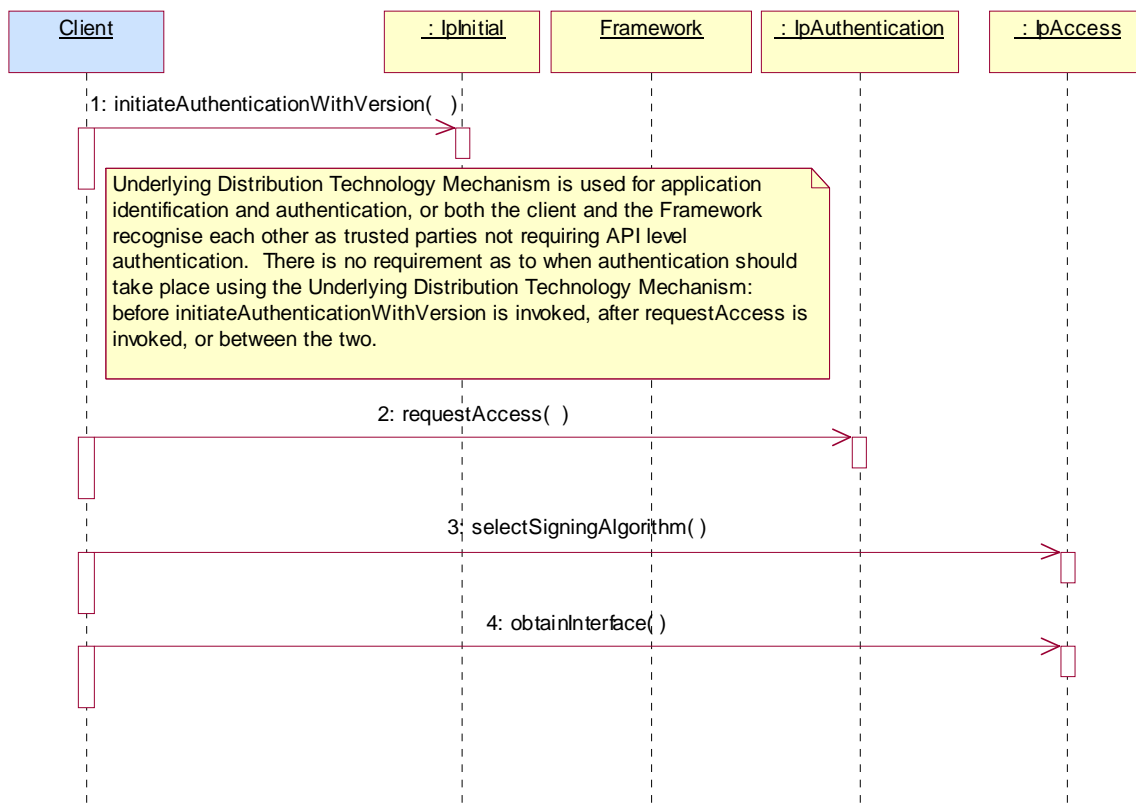 Client
: IpInitial
Framework
: IpAuthentication
: IpAccess
1: initiateAuthenticationWithVersion( )
Underlying Distribution Technology Mechanism is used for application
identification and authentication, or both the client and the Framework
recognise each other as trusted parties not requiring API level
authentication. There is no requirement as to when authentication should
take place using the Underlying Distribution Technology Mechanism:
before initiateAuthenticationWithVersion is invoked, after requestAccess is
invoked, or between the two.
2: requestAccess( )
3: selectSigningAlgorithm( )
4: obtainInterface( )